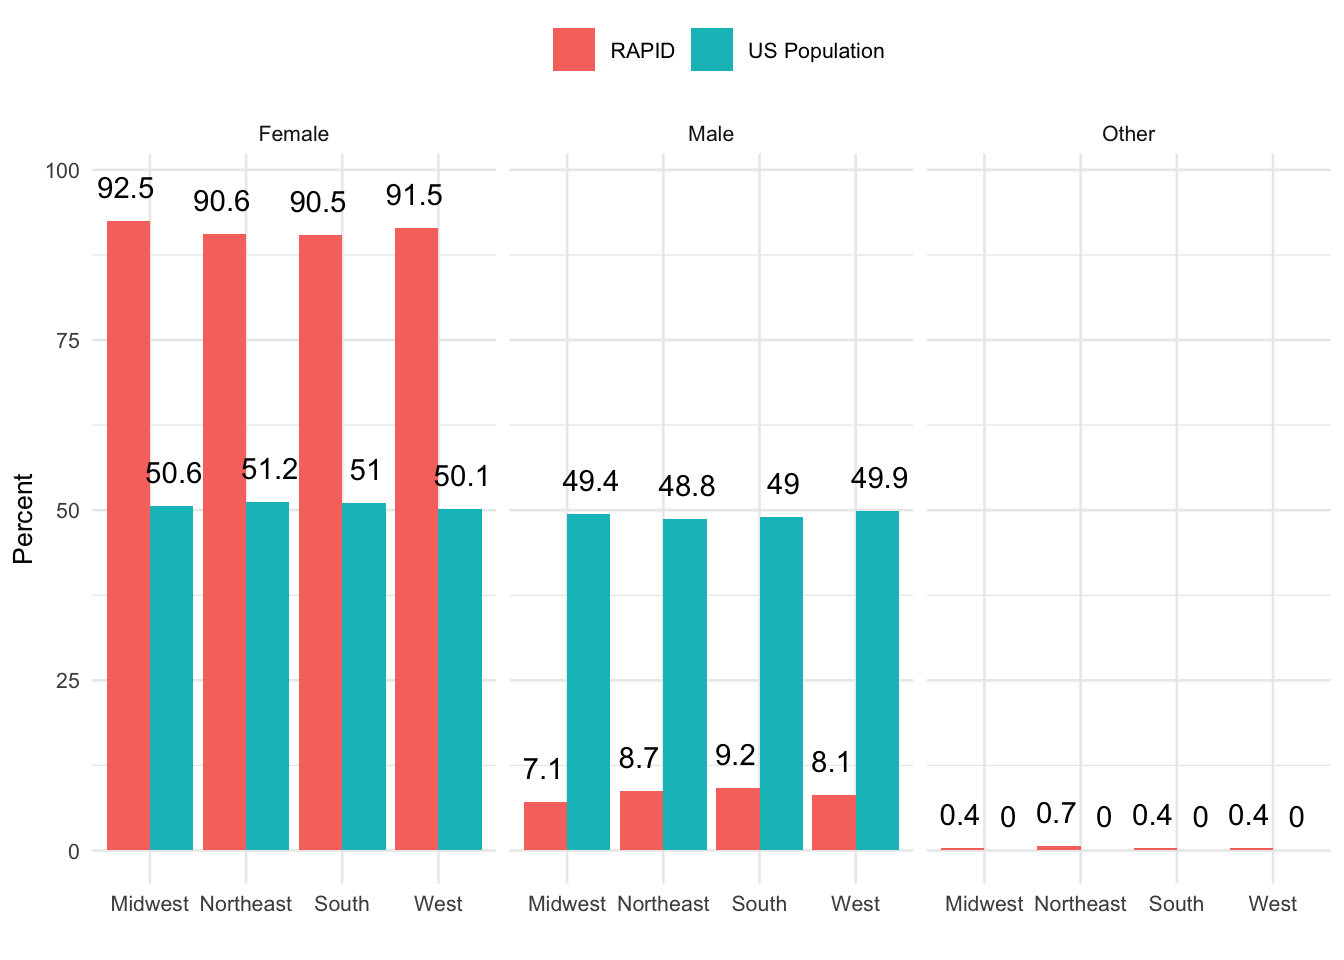 RAPID US Population
Female Male Other
100
92.5 90.6 90.5 91.5
75
50.6 51.2 51 50.1 49.4 48.8 49 49.9
50
Percent
25
7.1 8.7 9.2 8.1
0.4 0 0.7 0 0.4 0 0.4 0
0
Midwest Northeast South West Midwest Northeast South West Midwest Northeast South West